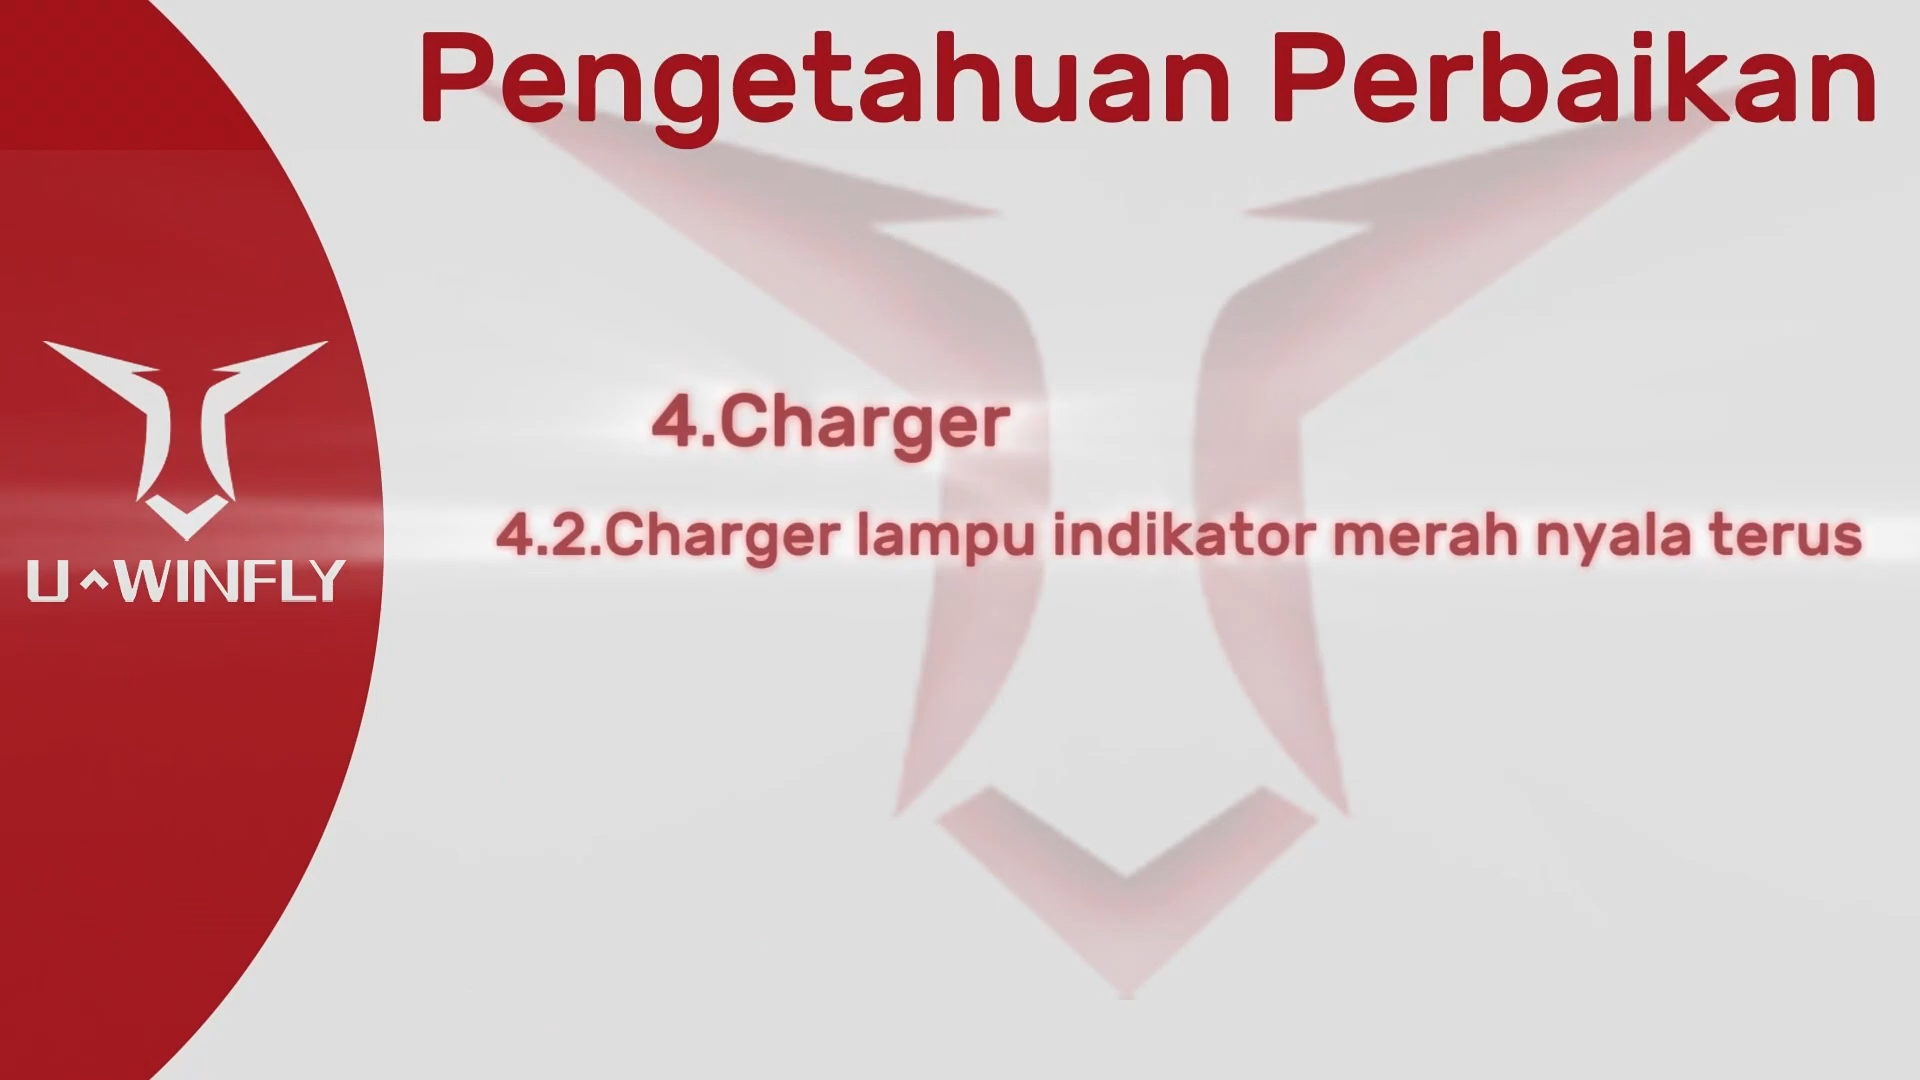 Pengetahuan Perbaikan
4.Charger
4.2.Charger lampu indikator merah nyala terus
U^WINFLY